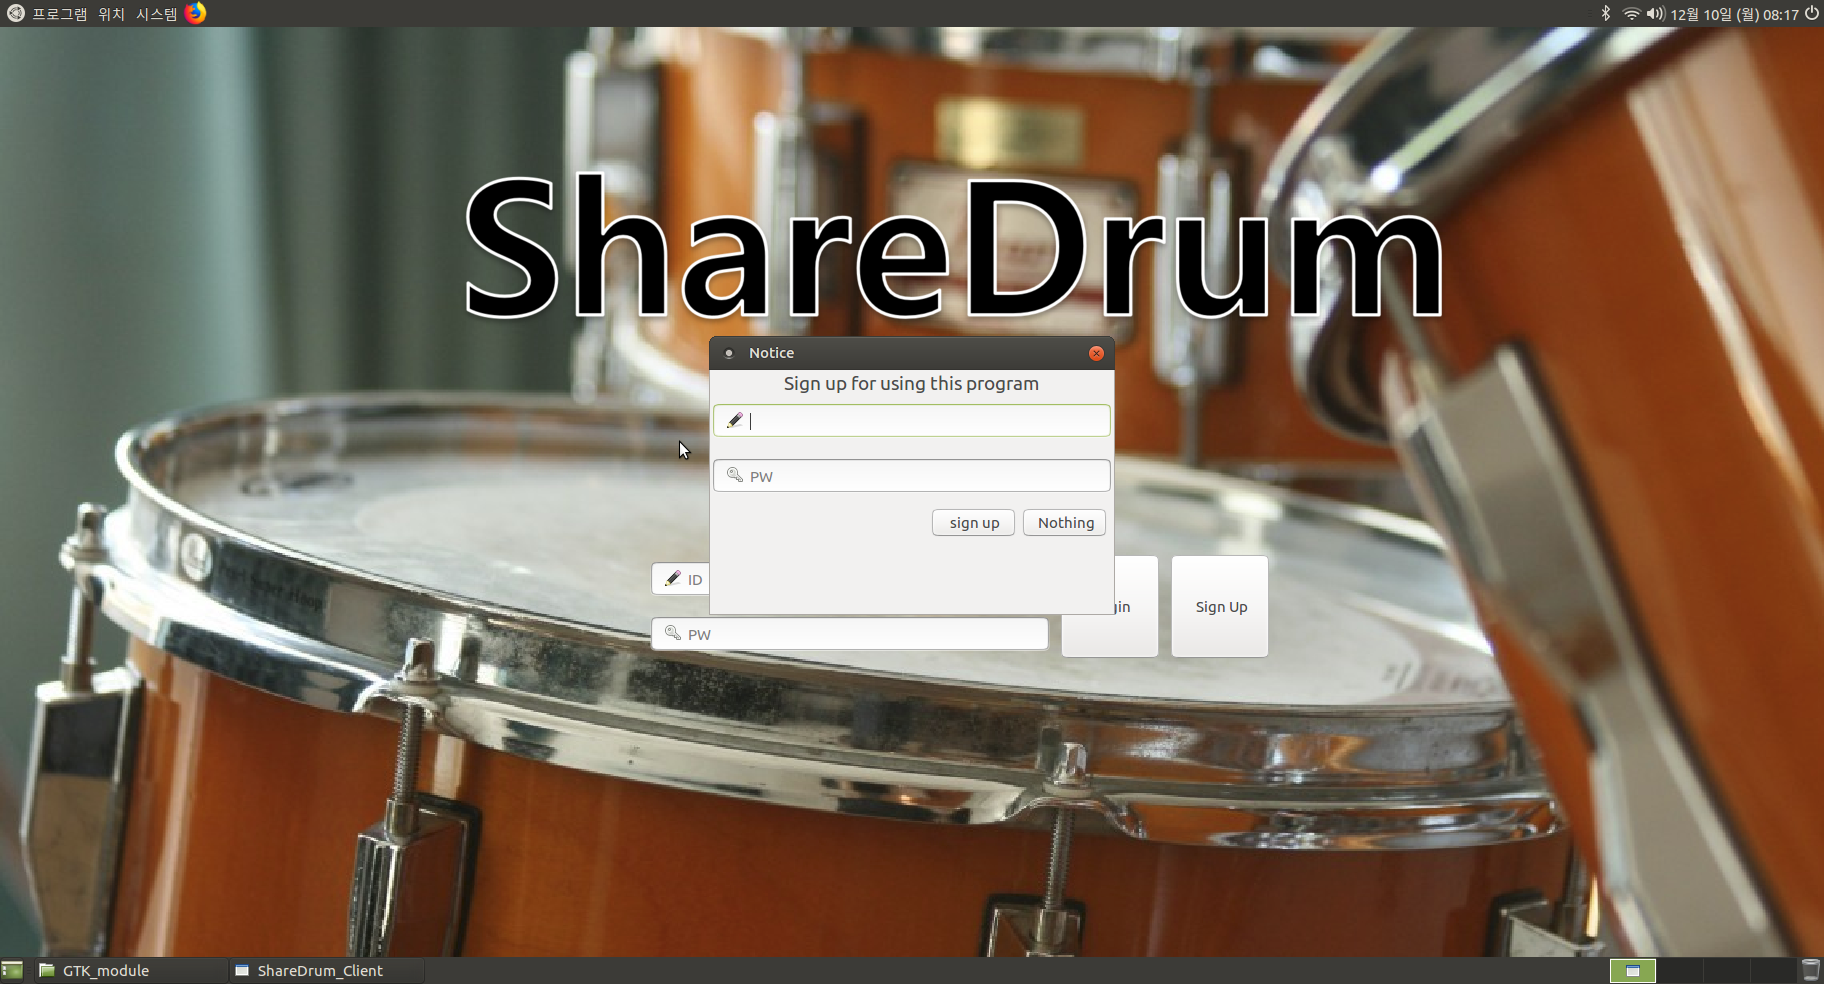 프로그램 위치 시스템
12월 10일 (월) 08:17
ShareDrum
Notice
Sign up for using this program
PW
sign up Nothing
ID
in Sign Up
PW
GTK_module ShareDrum_Client